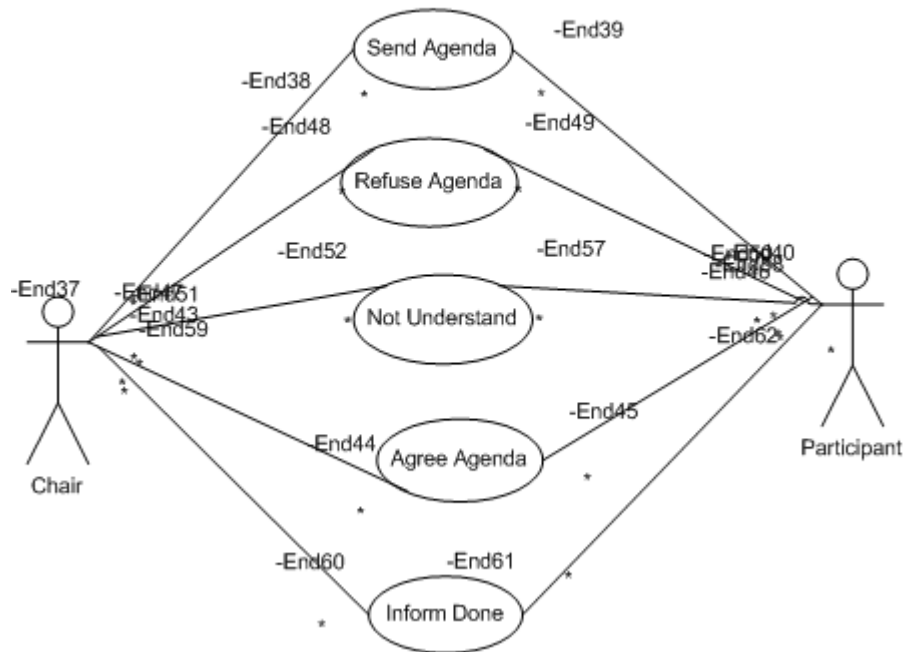 Send Agenda
-End39
-End38
*
*
-End48
-End49
Refuse Agenda
*
*
-End52
-End57
-End37
-End43
-End59
Not Understand
*
*
-End62
*
*
*
*
*
*
*
*
-End44
-End45
Agree Agenda
Participant
Chair
*
*
-End60
-End61
*
Inform Done
*